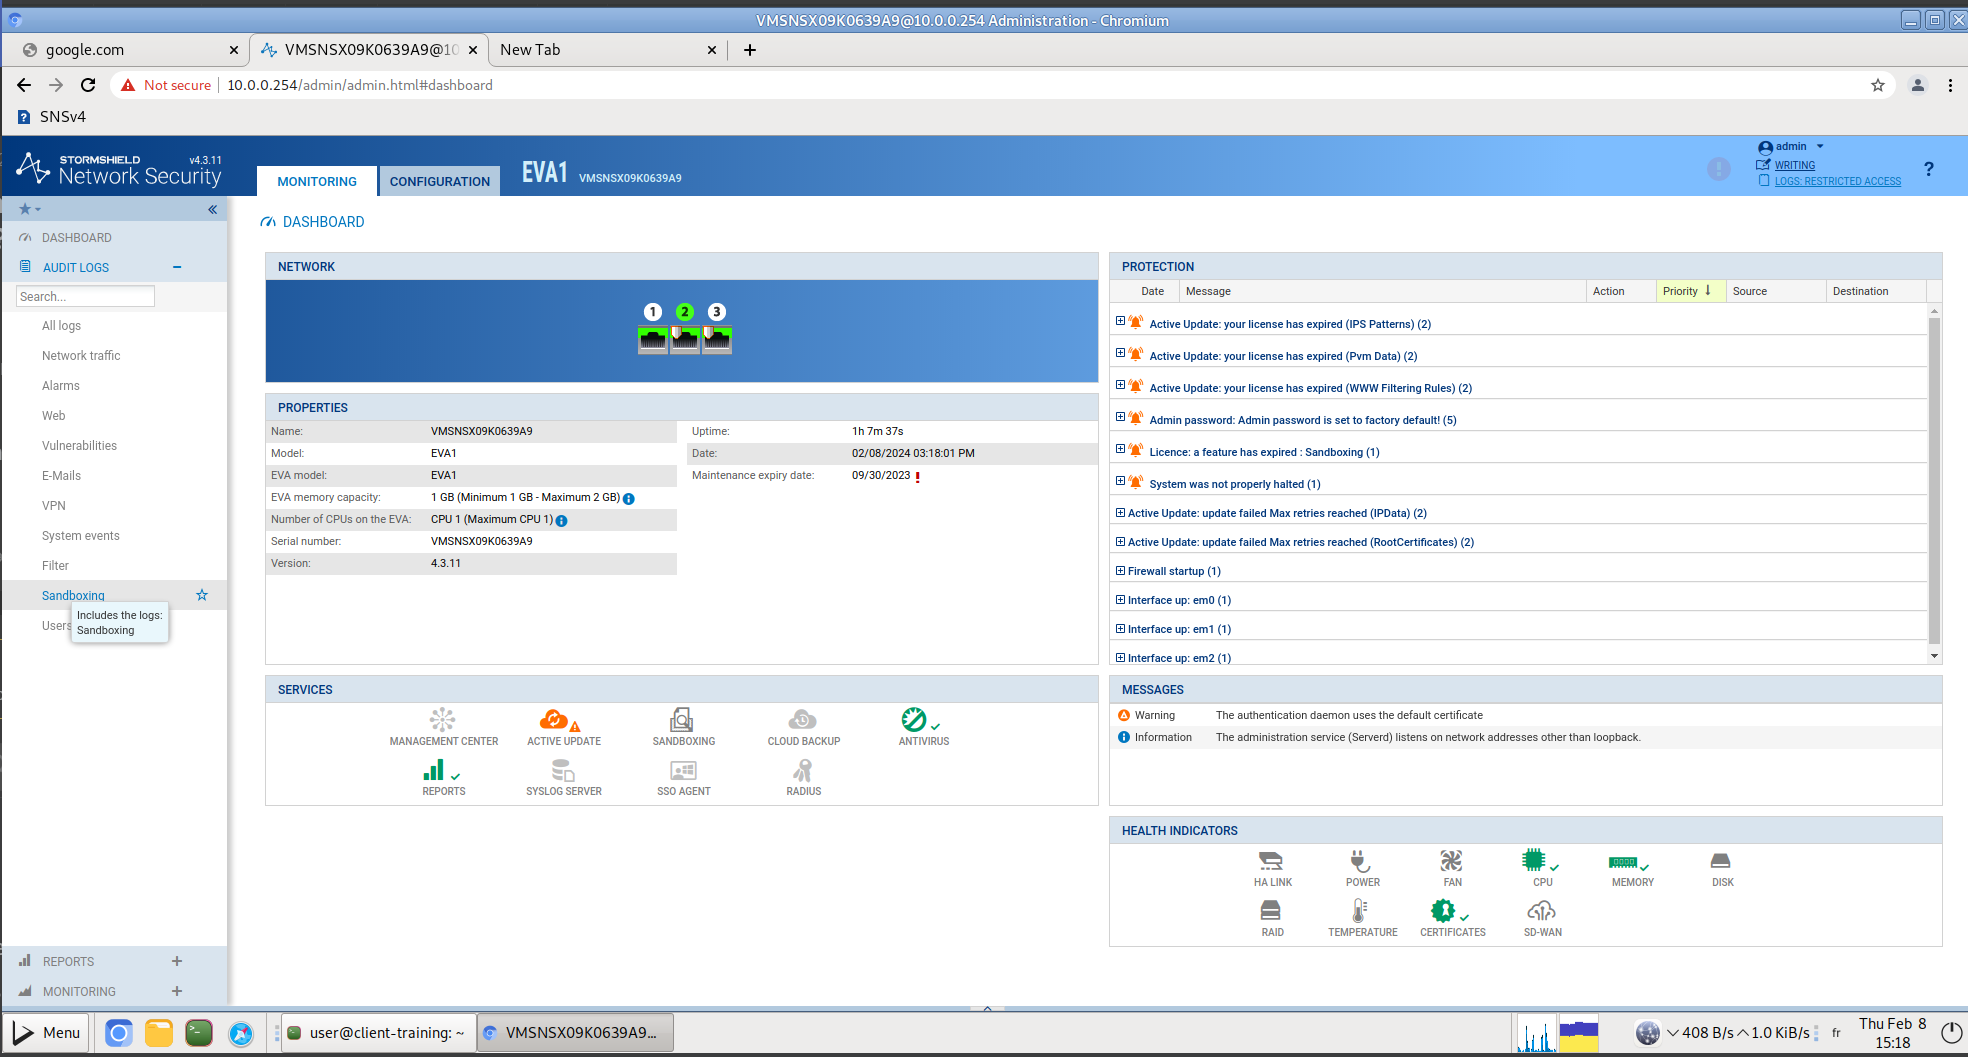 VMSNSX09K0639A9@10.0.0.254 Administration - Chromium
google.com
VMSNSX09K0639A9@10
New Tab
Not secure
10.0.0.254/admin/admin.html#dashboard
SNSv4
STORMSHIELD v4.3.11
Network Security
MONITORING
CONFIGURATION
EVA1 VMSNSX09K0639A9
admin
WRITING
LOGS: RESTRICTED ACCESS
?
DASHBOARD
AUDIT LOGS
Search...
All logs
Network traffic
Alarms
Web
Vulnerabilities
E-Mails
VPN
System events
Filter
Sandboxing
Users
Includes the logs:
Sandboxing
REPORTS
MONITORING
DASHBOARD
NETWORK
1 2 3
PROPERTIES
Name: VMSNSX09K0639A9
Model: EVA1
EVA model: EVA1
EVA memory capacity: 1 GB (Minimum 1 GB - Maximum 2 GB)
Number of CPUs on the EVA: CPU 1 (Maximum CPU 1)
Serial number: VMSNSX09K0639A9
Version: 4.3.11
Uptime: 1h 7m 37s
Date: 02/08/2024 03:18:01 PM
Maintenance expiry date: 09/30/2023 !
SERVICES
MANAGEMENT CENTER
ACTIVE UPDATE
SANDBOXING
CLOUD BACKUP
ANTIVIRUS
REPORTS
SYSLOG SERVER
SSO AGENT
RADIUS
PROTECTION
Date Message Action Priority Source Destination
Active Update: your license has expired (IPS Patterns) (2)
Active Update: your license has expired (Pvm Data) (2)
Active Update: your license has expired (WWW Filtering Rules) (2)
Admin password: Admin password is set to factory default! (5)
Licence: a feature has expired : Sandboxing (1)
System was not properly halted (1)
Active Update: update failed Max retries reached (IPData) (2)
Active Update: update failed Max retries reached (RootCertificates) (2)
Firewall startup (1)
Interface up: em0 (1)
Interface up: em1 (1)
Interface up: em2 (1)
MESSAGES
Warning The authentication daemon uses the default certificate
Information The administration service (Serverd) listens on network addresses other than loopback.
HEALTH INDICATORS
HA LINK
POWER
FAN
CPU
MEMORY
DISK
RAID
TEMPERATURE
CERTIFICATES
SD-WAN
Menu
user@client-training: ~
VMSNSX09K0639A9...
408 B/s 1.0 KiB/s
fr
Thu Feb 8
15:18